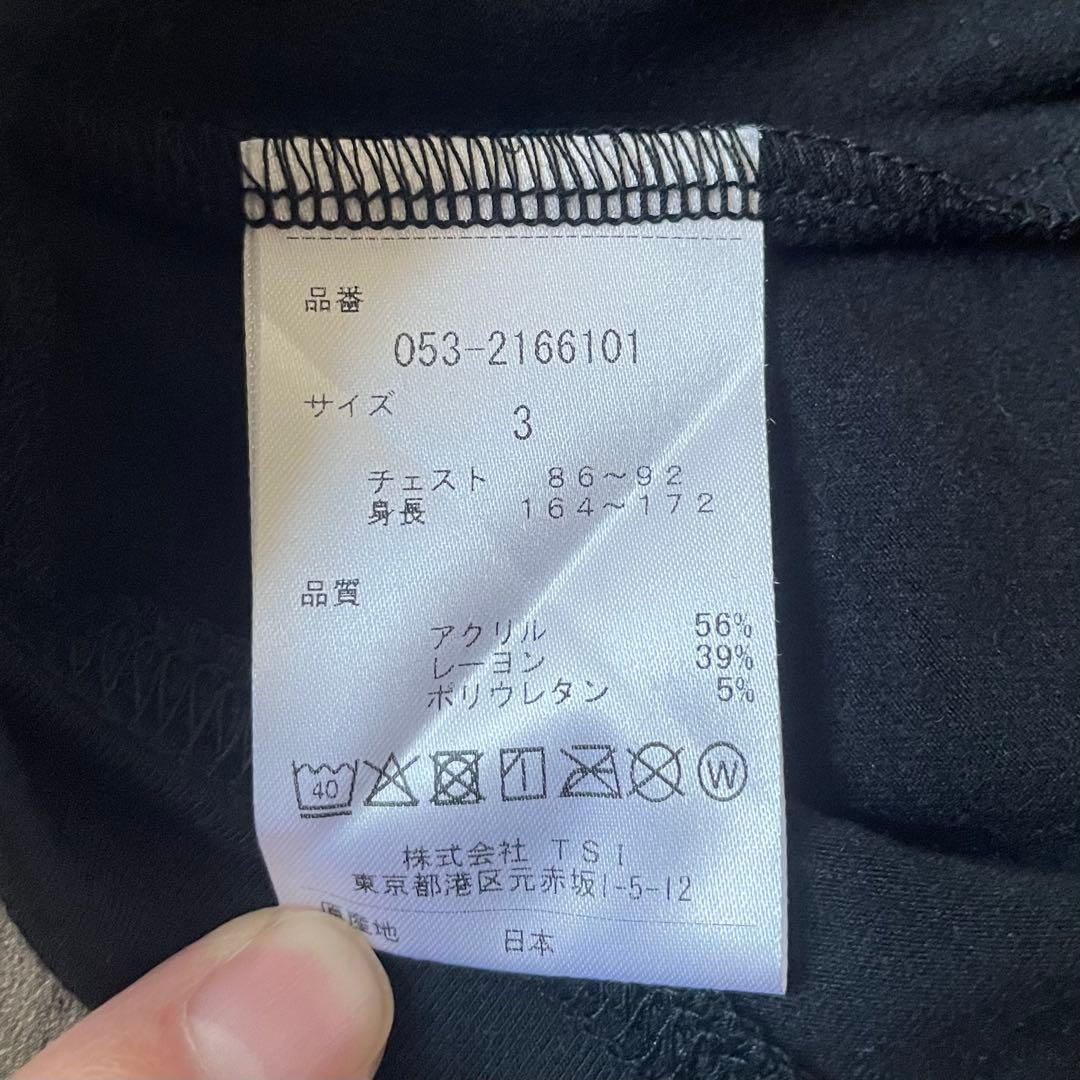 品番
053-2166101
サイズ
3
チェスト 86~92
身長 164~172
品質
アクリル 56%
レーヨン 39%
ポリウレタン 5%
40 W
株式会社 TSI
東京都港区元赤坂1-5-12
原産地 日本